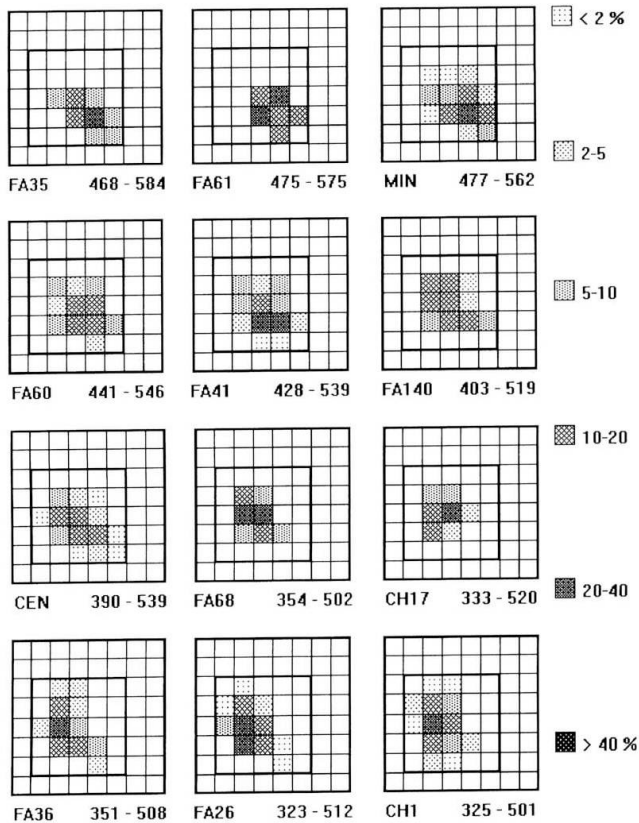 < 2 %
FA35 468 - 584 FA61 475 - 575 MIN 477 - 562
2-5
5-10
FA60 441 - 546 FA41 428 - 539 FA140 403 - 519
10-20
20-40
CEN 390 - 539 FA68 354 - 502 CH17 333 - 520
> 40 %
FA36 351 - 508 FA26 323 - 512 CH1 325 - 501